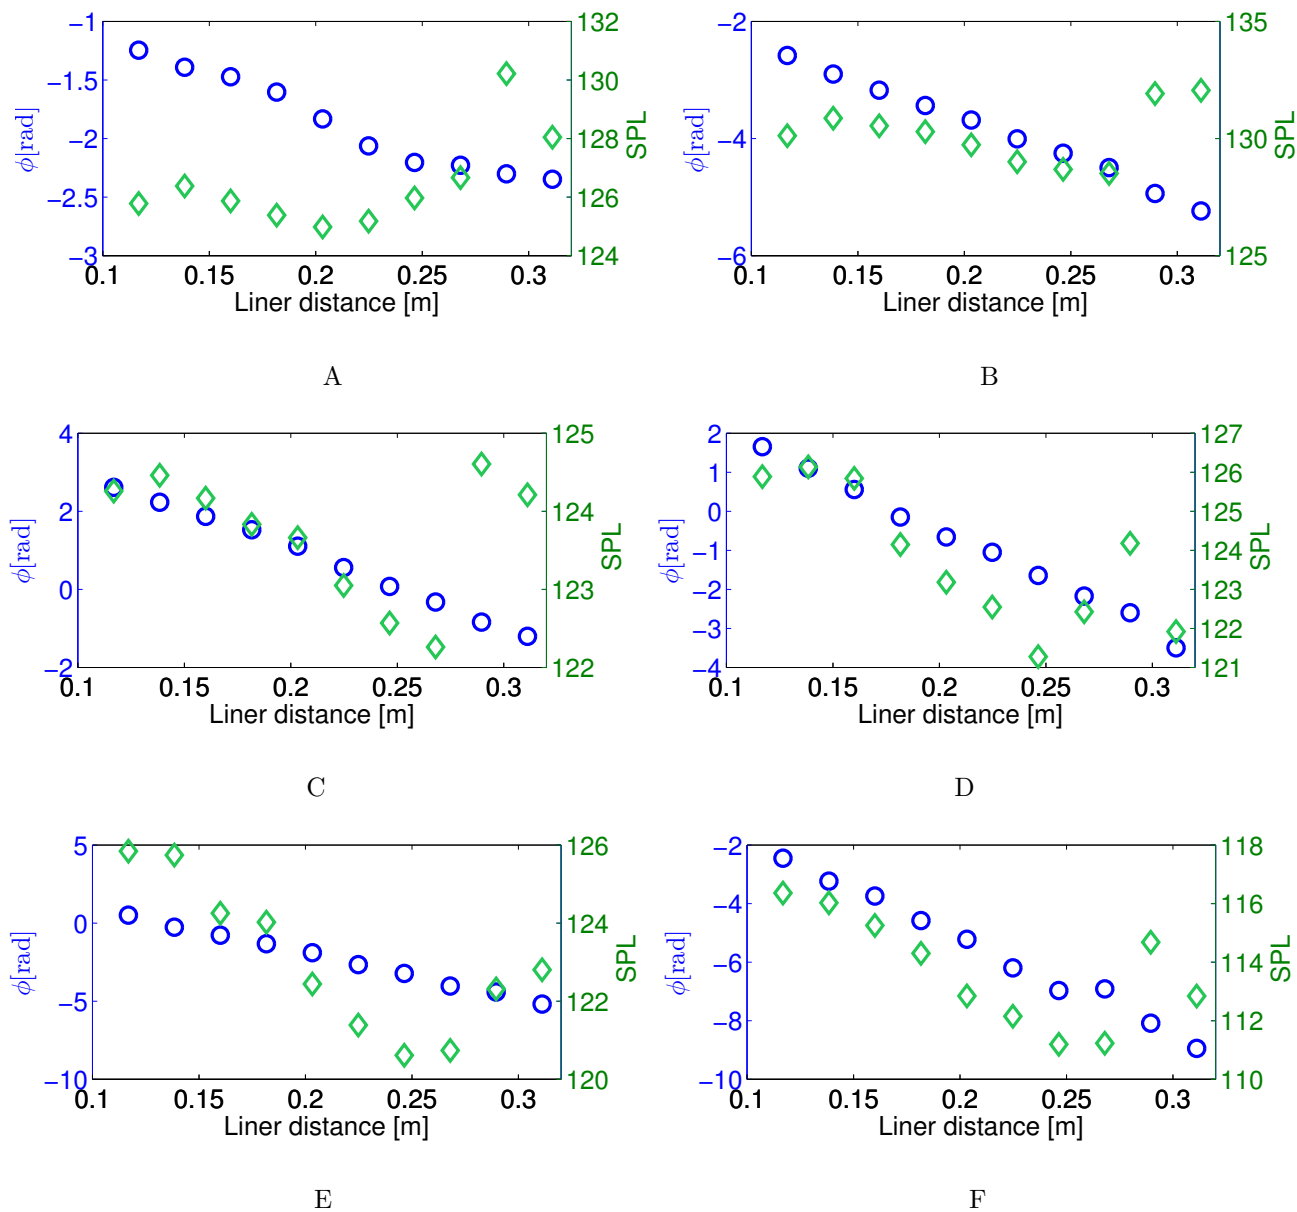 −1
−1.5
−2
−2.5
−3
ϕ[rad]
132
130
128
126
124
SPL
0.1 0.15 0.2 0.25 0.3
Liner distance [m]
A
−2
−4
−6
ϕ[rad]
135
130
125
SPL
0.1 0.15 0.2 0.25 0.3
Liner distance [m]
B
4
2
0
−2
ϕ[rad]
125
124
123
122
SPL
0.1 0.15 0.2 0.25 0.3
Liner distance [m]
C
2
1
0
−1
−2
−3
−4
ϕ[rad]
127
126
125
124
123
122
121
SPL
0.1 0.15 0.2 0.25 0.3
Liner distance [m]
D
5
0
−5
−10
ϕ[rad]
126
124
122
120
SPL
0.1 0.15 0.2 0.25 0.3
Liner distance [m]
E
−2
−4
−6
−8
−10
ϕ[rad]
118
116
114
112
110
SPL
0.1 0.15 0.2 0.25 0.3
Liner distance [m]
F